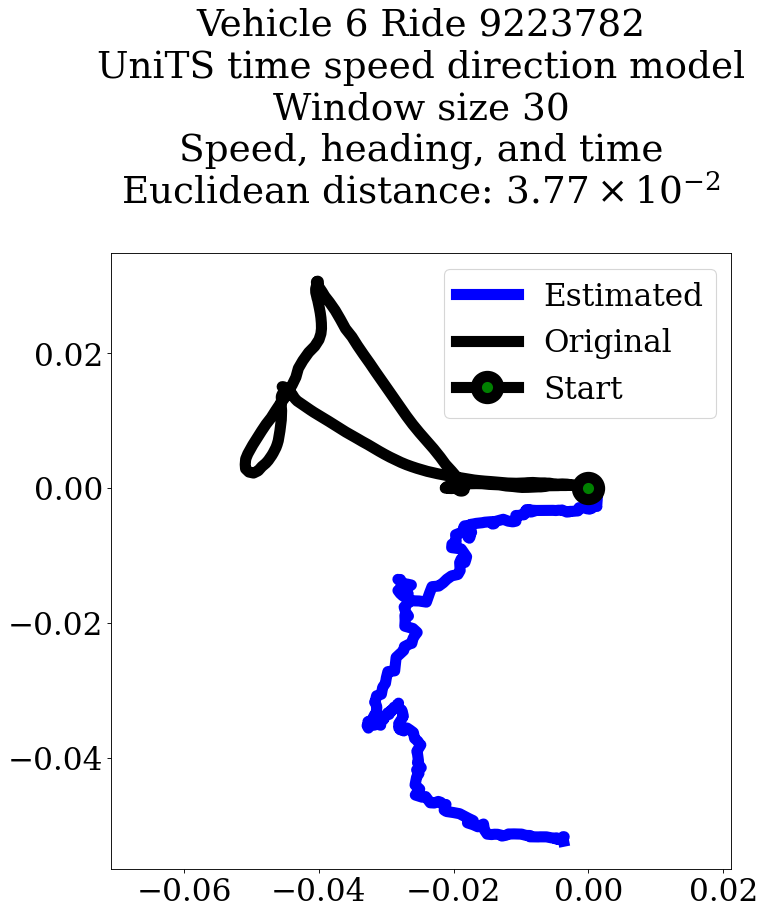 Vehicle 6 Ride 9223782
UniTS time speed direction model
Window size 30
Speed, heading, and time
Euclidean distance: 3.77 × 10⁻²
Estimated
Original
Start
0.02
0.00
−0.02
−0.04
−0.06 −0.04 −0.02 0.00 0.02